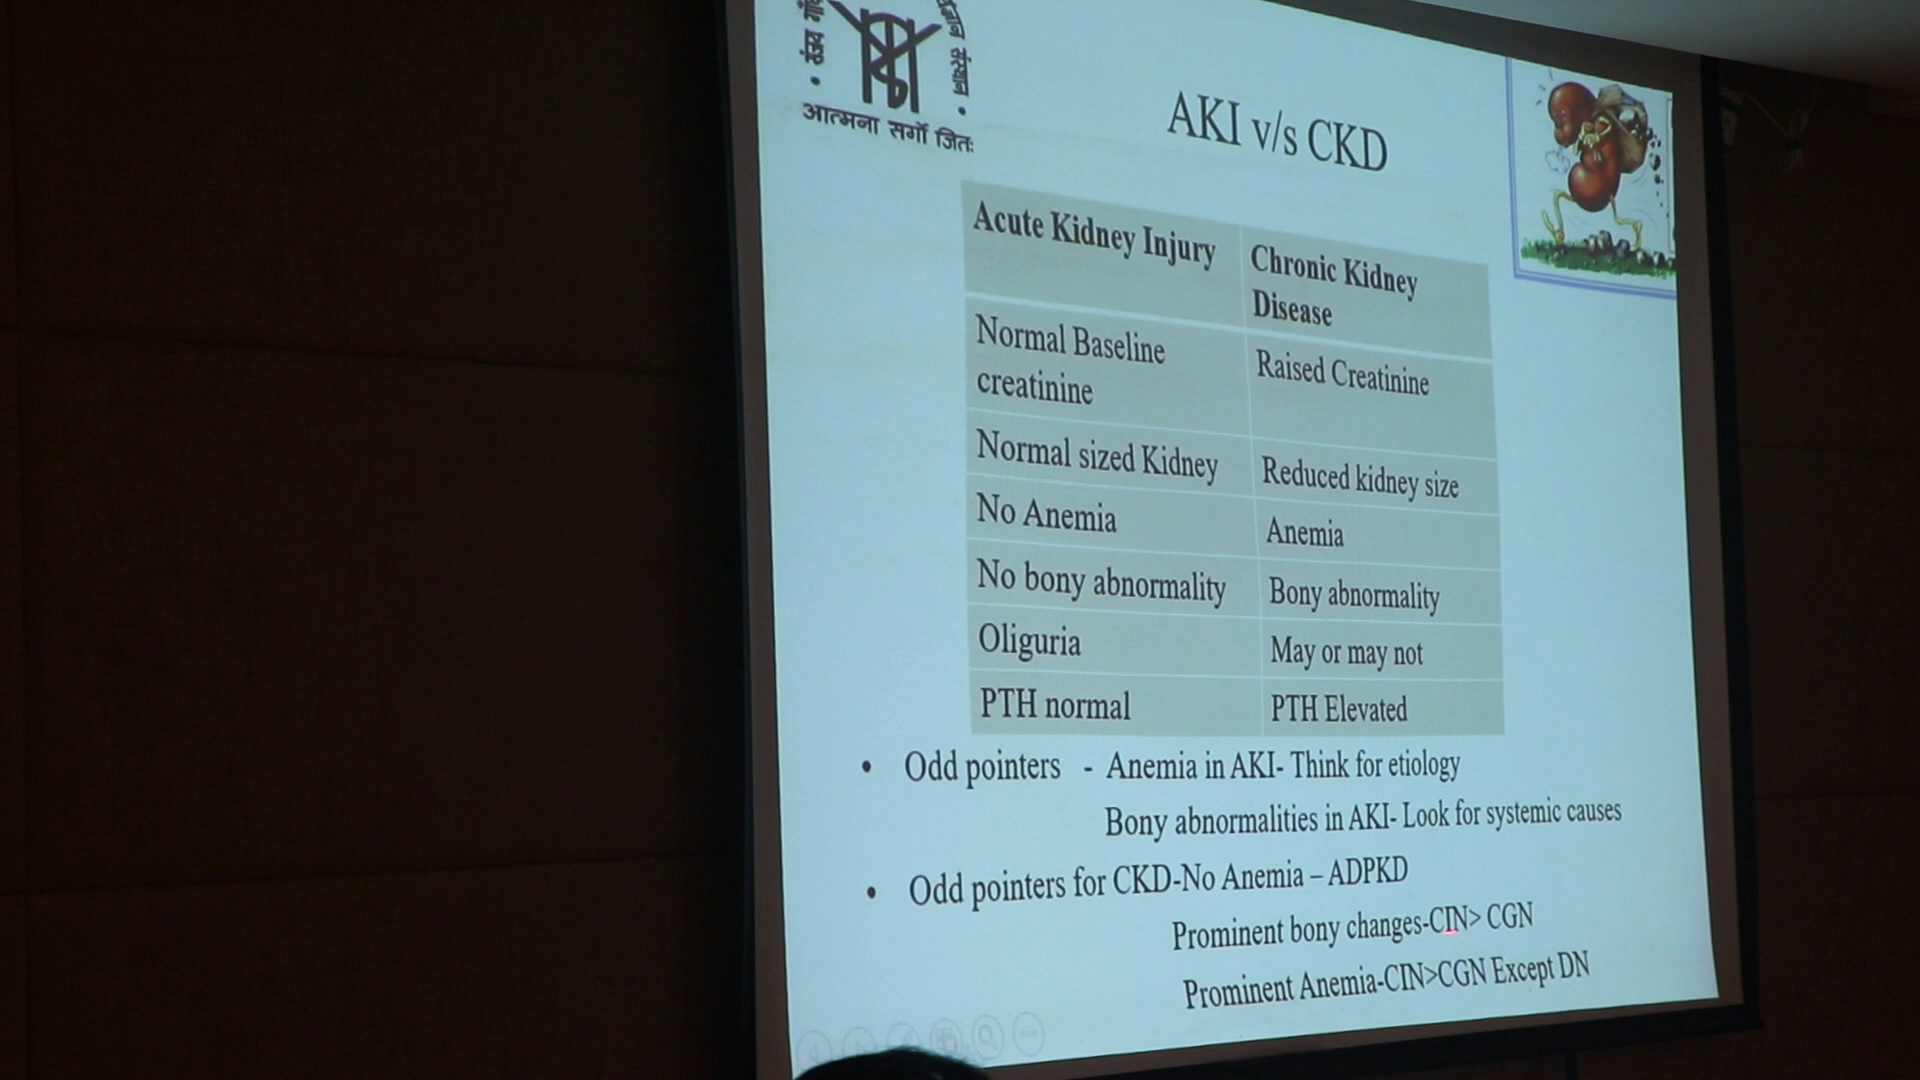 संजय गाँ
संस्थान
आत्मना सर्गो जितः
AKI v/s CKD
Acute Kidney Injury
Chronic Kidney
Disease
Normal Baseline
creatinine
Raised Creatinine
Normal sized Kidney
Reduced kidney size
No Anemia
Anemia
No bony abnormality
Bony abnormality
Oliguria
May or may not
PTH normal
PTH Elevated
• Odd pointers - Anemia in AKI- Think for etiology
Bony abnormalities in AKI- Look for systemic causes
• Odd pointers for CKD-No Anemia – ADPKD
Prominent bony changes-CIN> CGN
Prominent Anemia-CIN>CGN Except DN